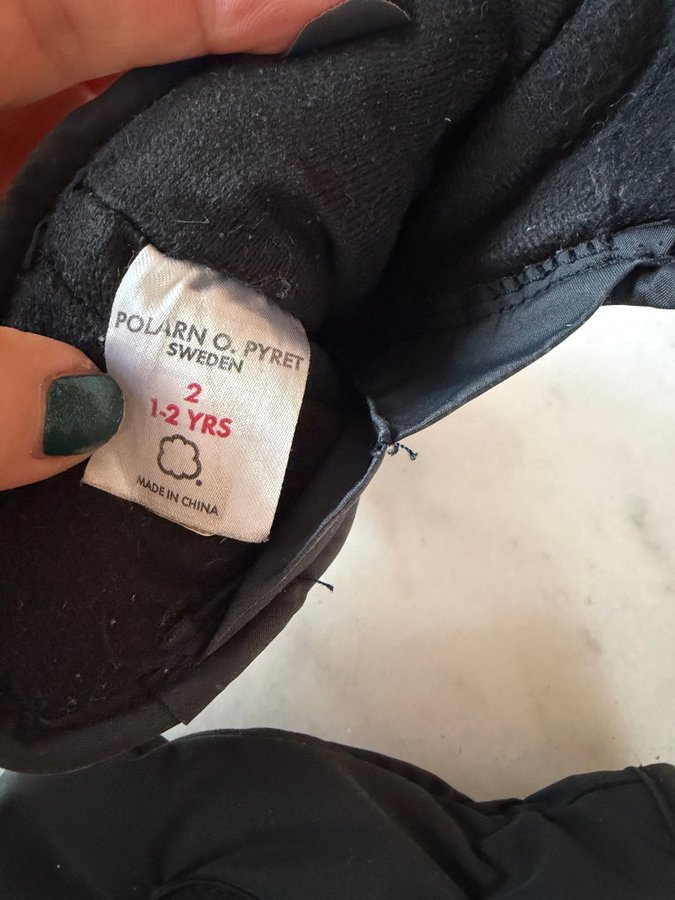 POLARN O. PYRET
SWEDEN
2
1-2 YRS
MADE IN CHINA